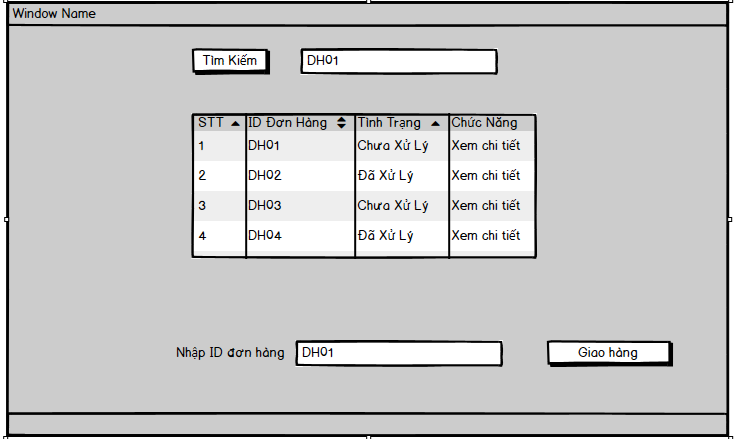 Window Name
Tìm Kiếm DH01
STT ID Đơn Hàng Tình Trạng Chức Năng
1 DH01 Chưa Xử Lý Xem chi tiết
2 DH02 Đã Xử Lý Xem chi tiết
3 DH03 Chưa Xử Lý Xem chi tiết
4 DH04 Đã Xử Lý Xem chi tiết
Nhập ID đơn hàng DH01 Giao hàng